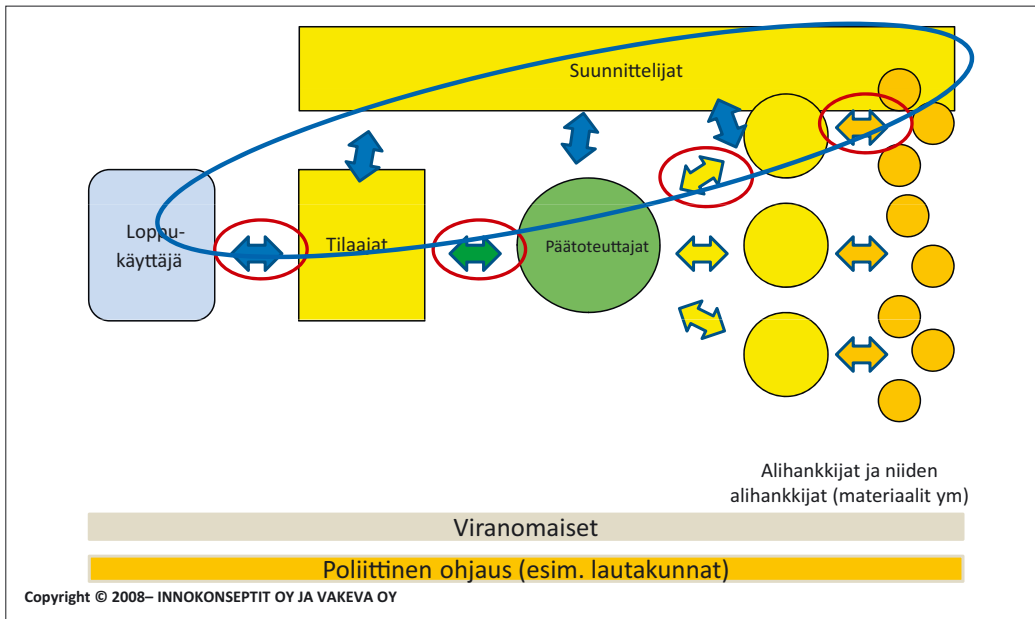 Suunnittelijat
Loppu-
käyttäjä
Tilaajat
Päätoteuttajat
Alihankkijat ja niiden
alihankkijat (materiaalit ym)
Viranomaiset
Poliittinen ohjaus (esim. lautakunnat)
Copyright © 2008– INNOKONSEPTIT OY JA VAKEVA OY